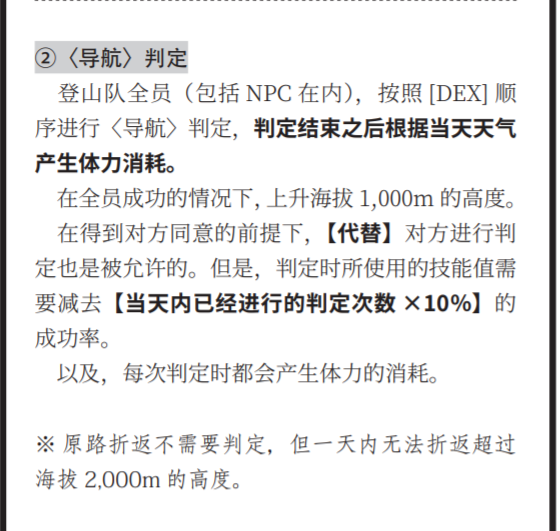 ②〈导航〉判定
登山队全员（包括 NPC 在内），按照 [DEX] 顺
序进行〈导航〉判定，判定结束之后根据当天天气
产生体力消耗。
在全员成功的情况下，上升海拔 1,000m 的高度。
在得到对方同意的前提下，【代替】对方进行判
定也是被允许的。但是，判定时所使用的技能值需
要减去【当天内已经进行的判定次数 ×10%】的
成功率。
以及，每次判定时都会产生体力的消耗。
※ 原路折返不需要判定，但一天内无法折返超过
海拔 2,000m 的高度。